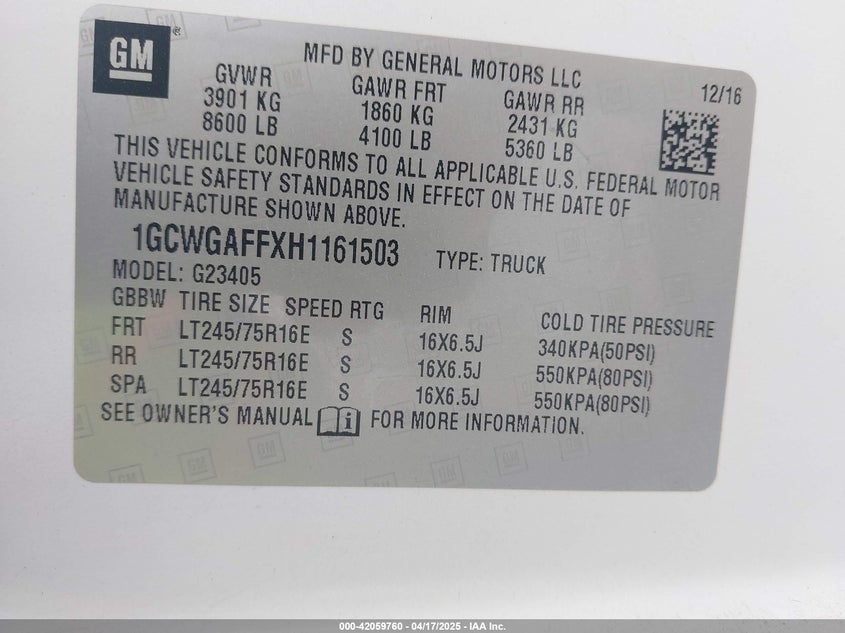 GM ®
MFD BY GENERAL MOTORS LLC
GVWR GAWR FRT GAWR RR 12/16
3901 KG 1860 KG 2431 KG
8600 LB 4100 LB 5360 LB
THIS VEHICLE CONFORMS TO ALL APPLICABLE U.S. FEDERAL MOTOR
VEHICLE SAFETY STANDARDS IN EFFECT ON THE DATE OF
MANUFACTURE SHOWN ABOVE.
1GCWGAFFXH1161503 TYPE: TRUCK
MODEL: G23405
GBBW TIRE SIZE SPEED RTG RIM COLD TIRE PRESSURE
FRT LT245/75R16E S 16X6.5J 340KPA(50PSI)
RR LT245/75R16E S 16X6.5J 550KPA(80PSI)
SPA LT245/75R16E S 16X6.5J 550KPA(80PSI)
SEE OWNER'S MANUAL i FOR MORE INFORMATION.
000-42059760 - 04/17/2025 - IAA Inc.